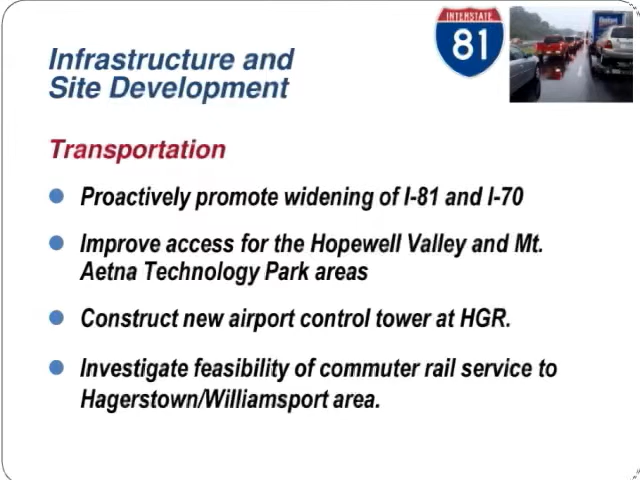 INTERSTATE
81
Infrastructure and
Site Development
Transportation
Proactively promote widening of I-81 and I-70
Improve access for the Hopewell Valley and Mt.
Aetna Technology Park areas
Construct new airport control tower at HGR.
Investigate feasibility of commuter rail service to
Hagerstown/Williamsport area.